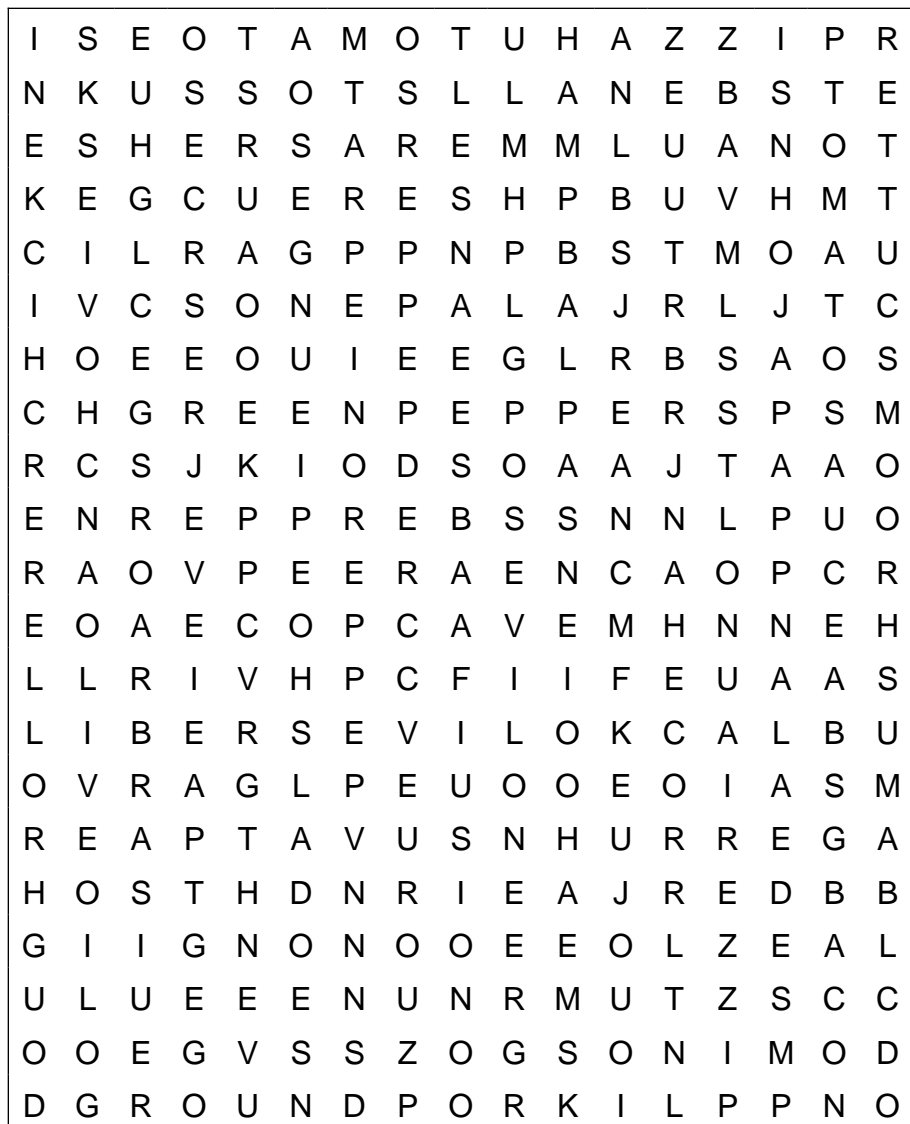 I S E O T A M O T U H A Z Z I P R
N K U S S O T S L L A N E B S T E
E S H E R S A R E M M L U A N O T
K E G C U E R E S H P B U V H M T
C I L R A G P P N P B S T M O A U
I V C S O N E P A L A J R L J T C
H O E E O U I E E G L R B S A O S
C H G R E E N P E P P E R S P S M
R C S J K I O D S O A A J T A A O
E N R E P P R E B S S N N L P U O
R A O V P E E R A E N C A O P C R
E O A E C O P C A V E M H N N E H
L L R I V H P C F I I F E U A A S
L I B E R S E V I L O K C A L B U
O V R A G L P E U O O E O I A S M
R E A P T A V U S N H U R R E G A
H O S T H D N R I E A J R E D B B
G I I G N O N O O E E O L Z E A L
U L U E E E N U N R M U T Z S C C
O O E G V S S Z O G S O N I M O D
D G R O U N D P O R K I L P P N O